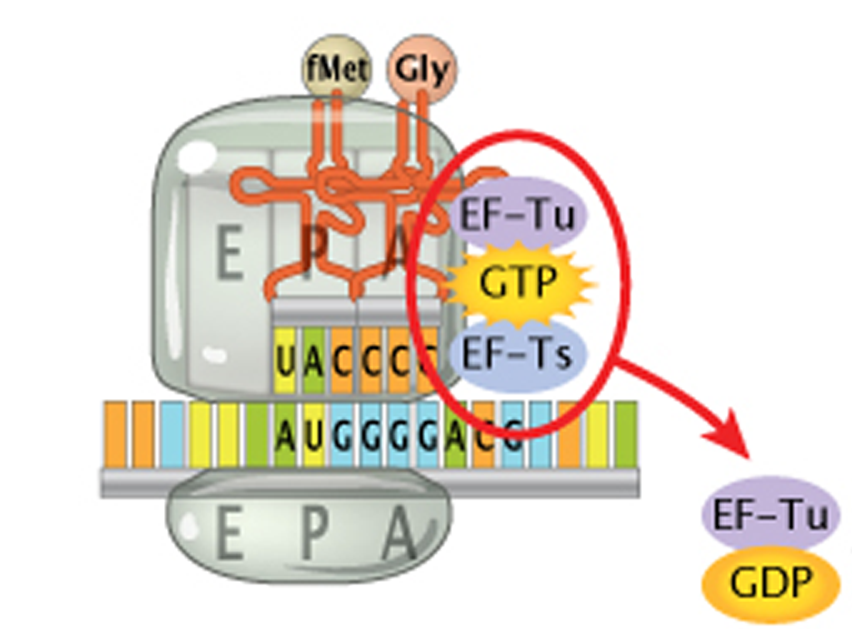 fMet Gly
EF–Tu
E P A
GTP
UACCCC
EF–Ts
AUGGGGACG
E P A
EF–Tu
GDP